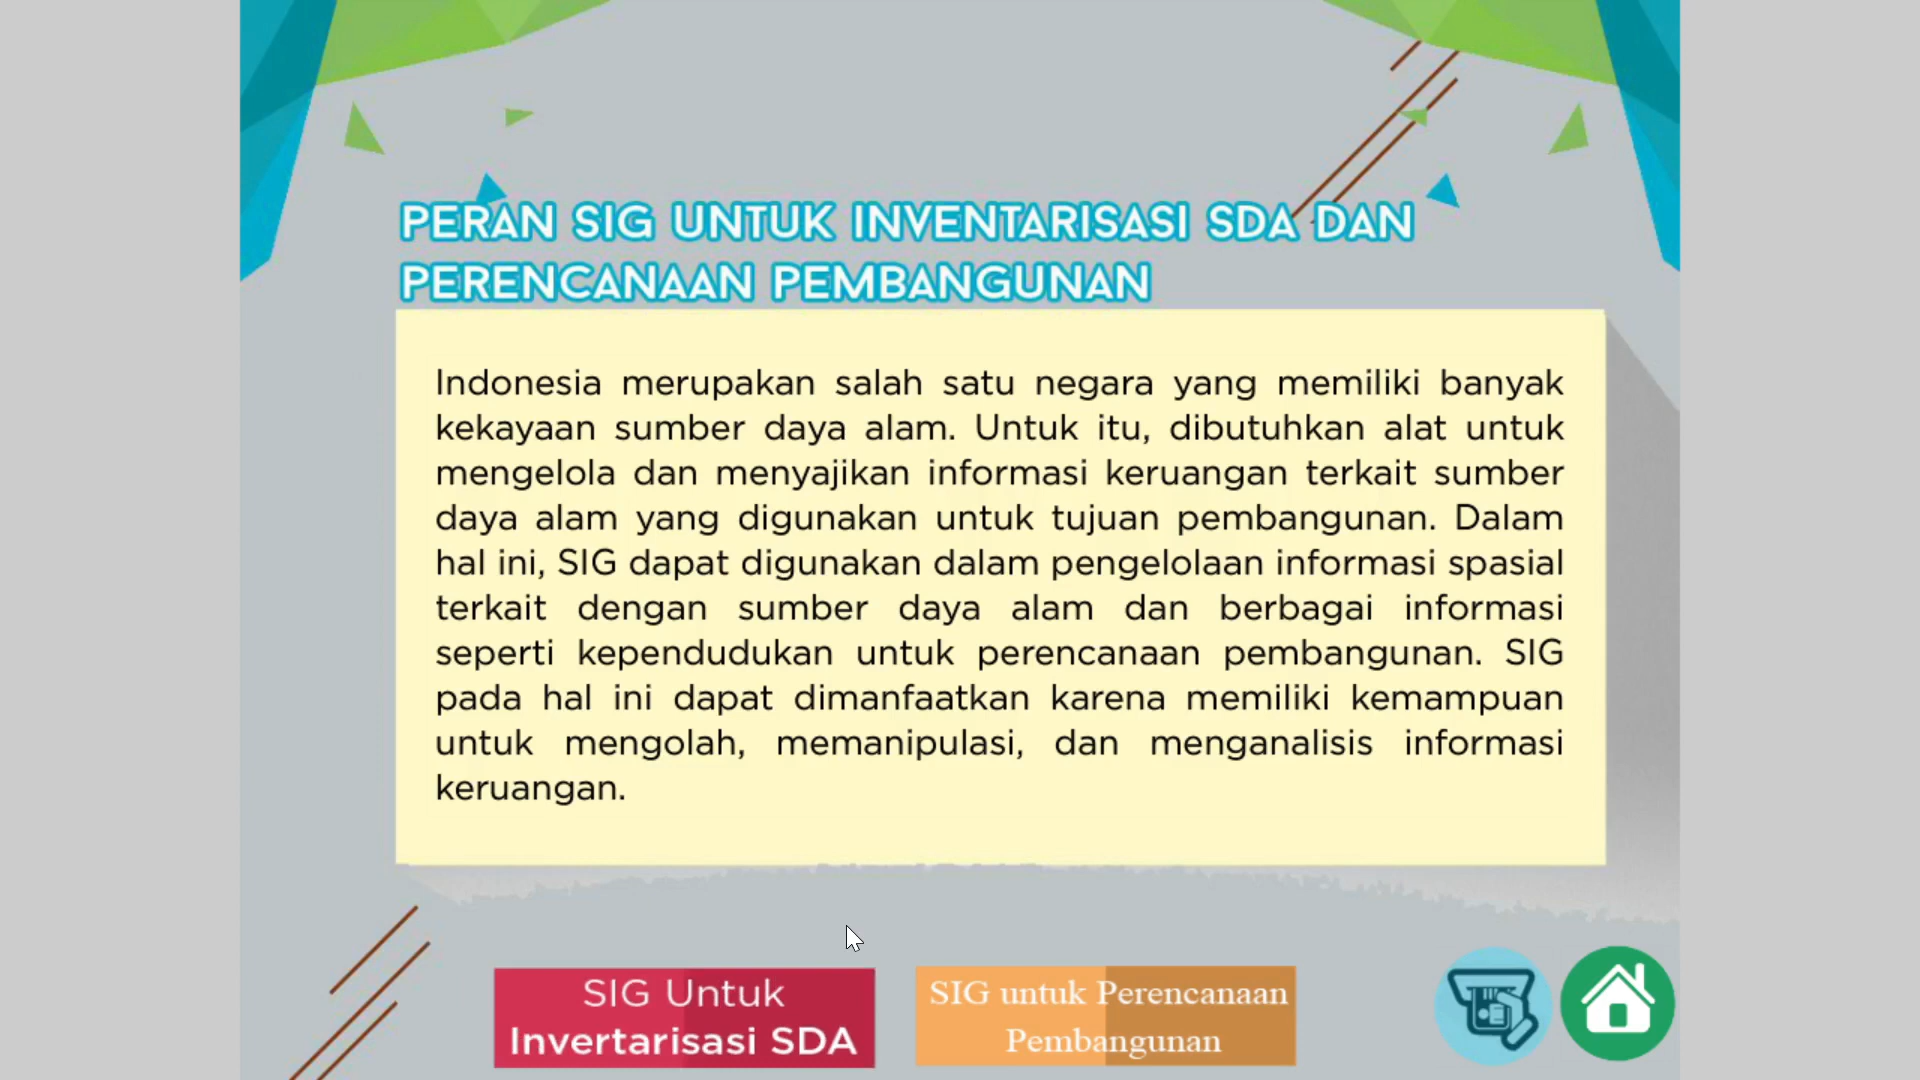 PERAN SIG UNTUK INVENTARISASI SDA DAN
PERENCANAAN PEMBANGUNAN
Indonesia merupakan salah satu negara yang memiliki banyak
kekayaan sumber daya alam. Untuk itu, dibutuhkan alat untuk
mengelola dan menyajikan informasi keruangan terkait sumber
daya alam yang digunakan untuk tujuan pembangunan. Dalam
hal ini, SIG dapat digunakan dalam pengelolaan informasi spasial
terkait dengan sumber daya alam dan berbagai informasi
seperti kependudukan untuk perencanaan pembangunan. SIG
pada hal ini dapat dimanfaatkan karena memiliki kemampuan
untuk mengolah, memanipulasi, dan menganalisis informasi
keruangan.
SIG Untuk
Invertarisasi SDA
SIG untuk Perencanaan
Pembangunan